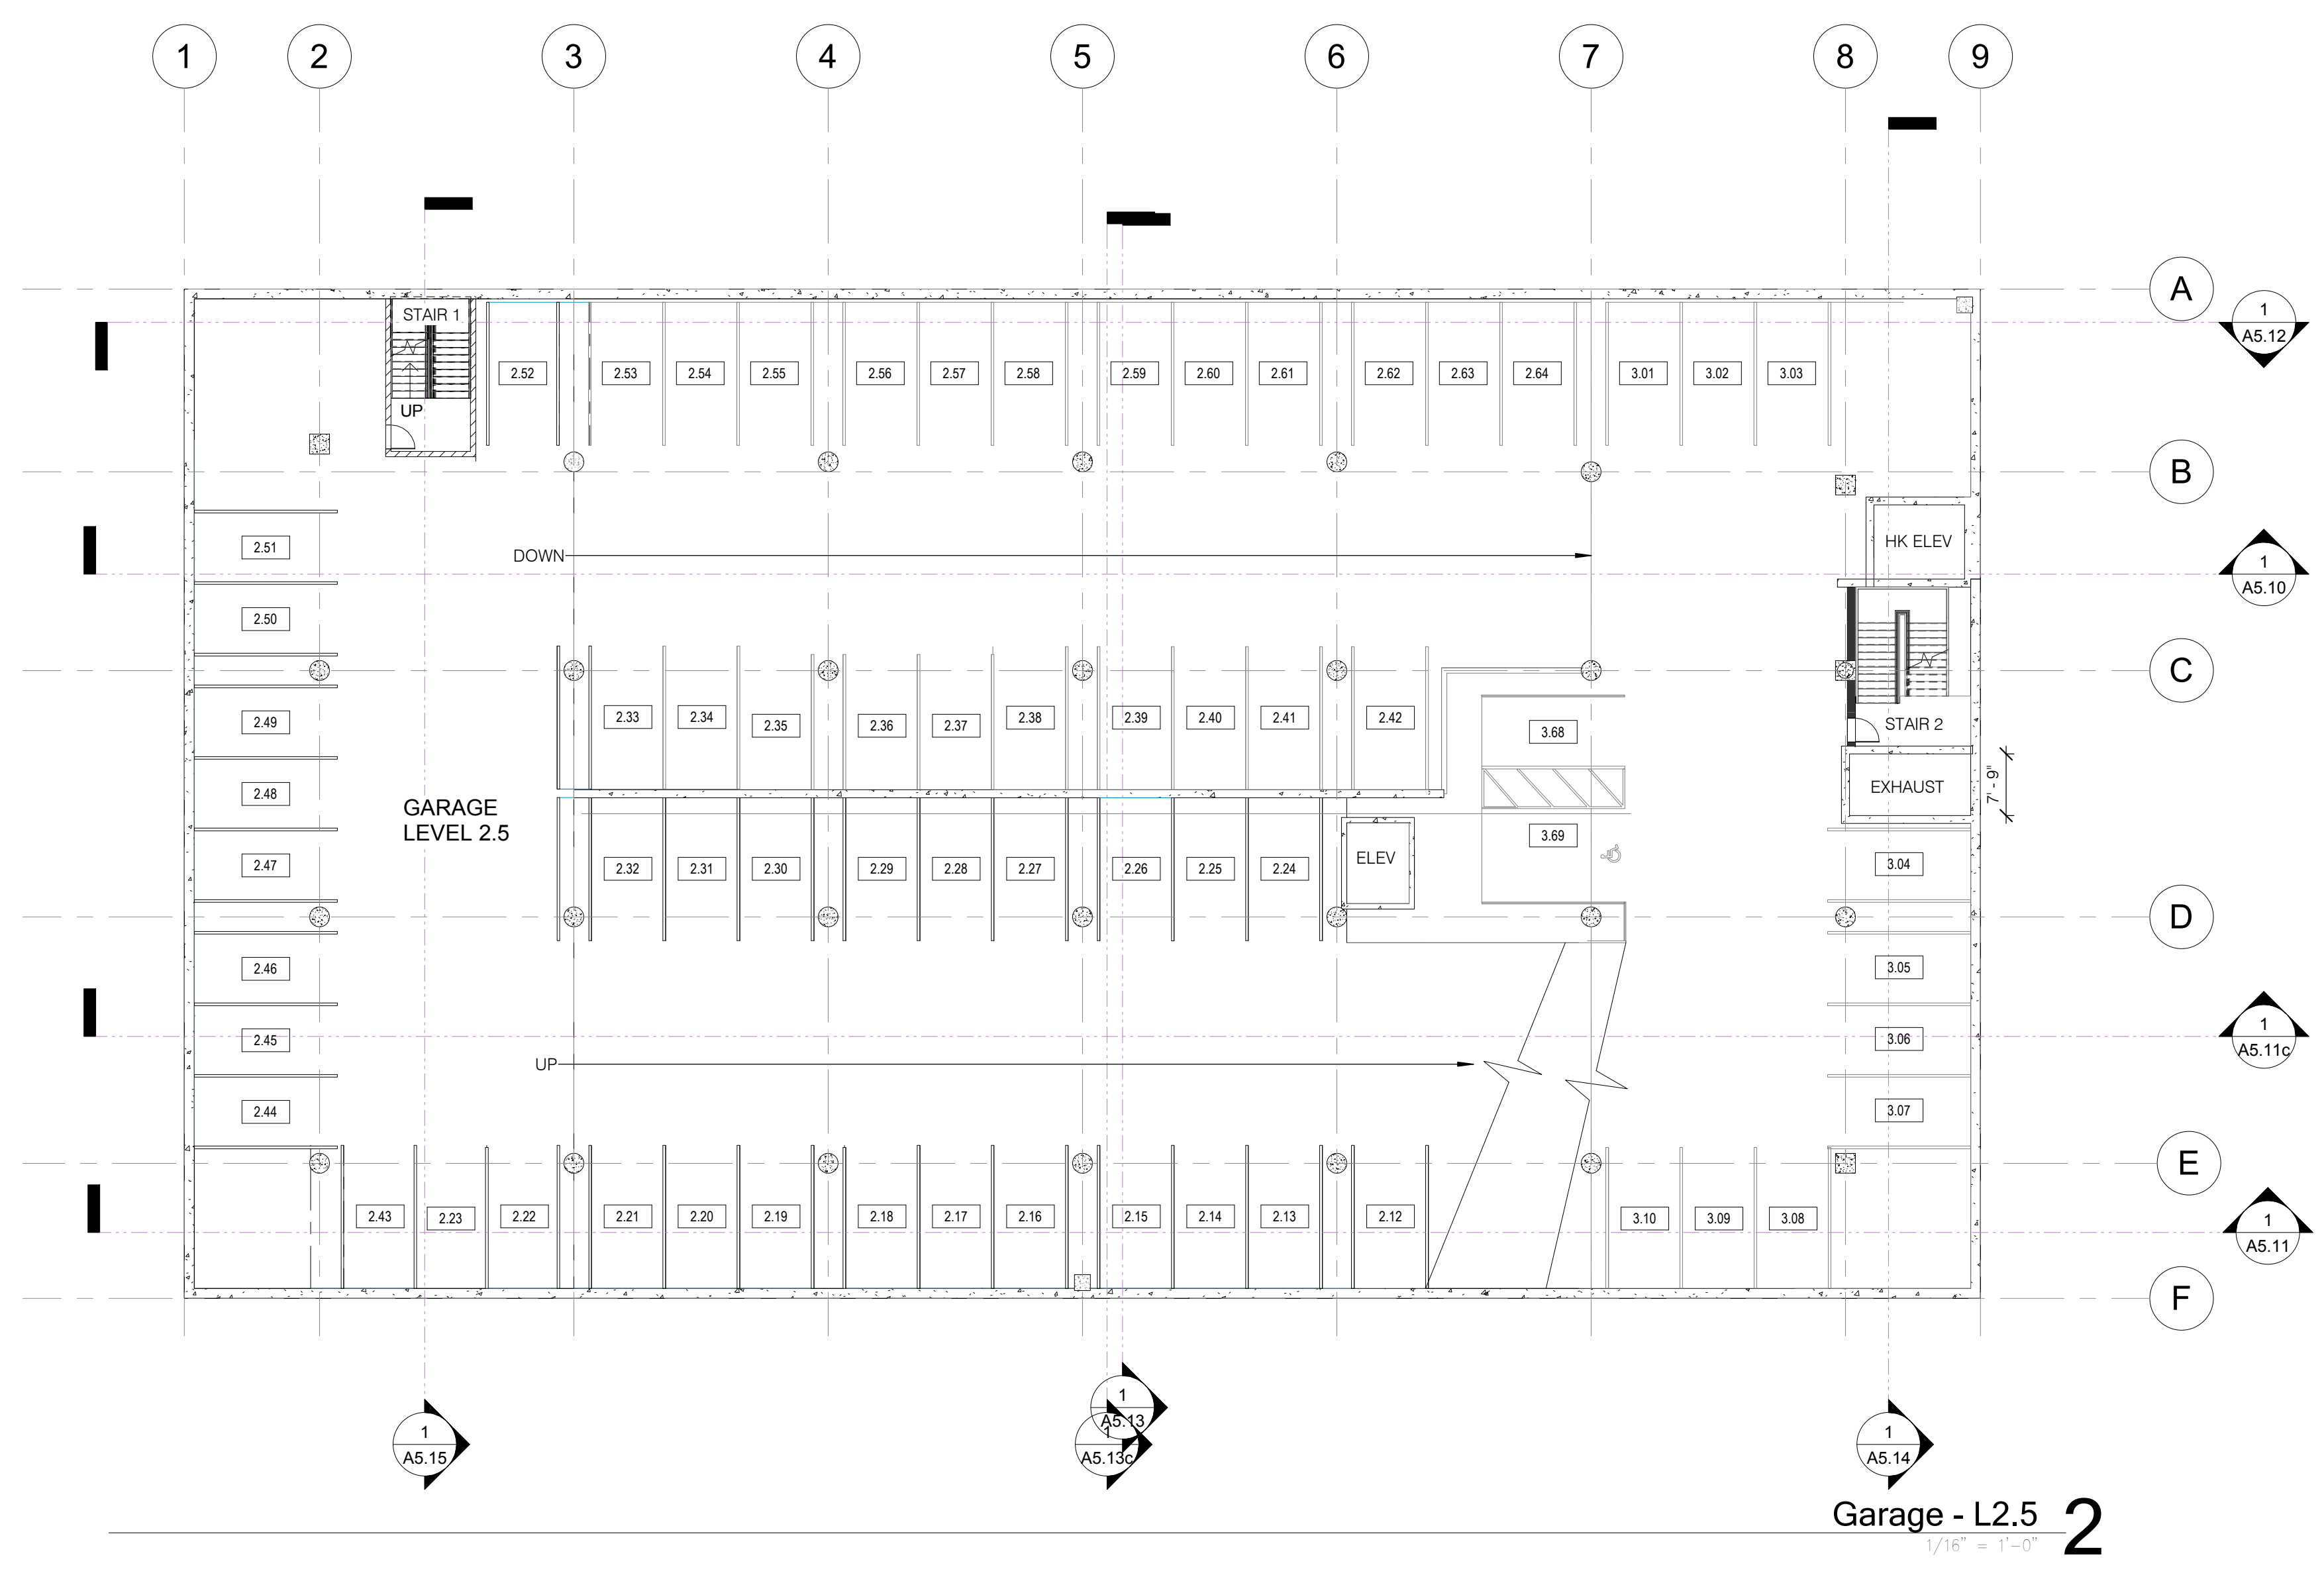 1 2 3 4 5 6 7 8 9
A
1
A5.12
STAIR 1
UP
2.52 2.53 2.54 2.55 2.56 2.57 2.58 2.59 2.60 2.61 2.62 2.63 2.64 3.01 3.02 3.03
B
2.51
DOWN
HK ELEV
1
A5.10
2.50
C
2.49 2.33 2.34 2.35 2.36 2.37 2.38 2.39 2.40 2.41 2.42 3.68
STAIR 2
2.48
GARAGE
LEVEL 2.5
EXHAUST
7' - 9"
3.69
2.47 2.32 2.31 2.30 2.29 2.28 2.27 2.26 2.25 2.24
ELEV
3.04
D
2.46
3.05
2.45
3.06
1
A5.11c
UP
2.44
3.07
E
2.43 2.23 2.22 2.21 2.20 2.19 2.18 2.17 2.16 2.15 2.14 2.13 2.12 3.10 3.09 3.08
1
A5.11
F
1
A5.13
1
A5.15
1
A5.13c
1
A5.14
Garage - L2.5
2
1/16" = 1'-0"